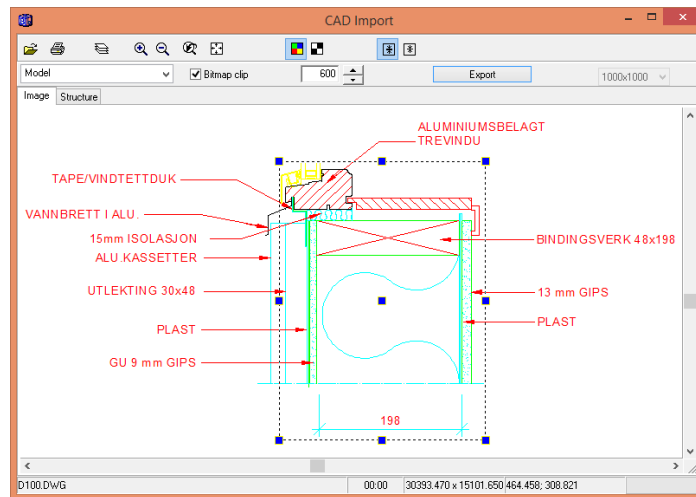 CAD Import
Model
Bitmap clip
600
Export
1000x1000
Image
Structure
ALUMINIUMSBELAGT
TREVINDU
TAPE/VINDTETTDUK
VANNBRETT I ALU.
15mm ISOLASJON
BINDINGSVERK 48x198
ALU.KASSETTER
UTLEKTING 30x48
13 mm GIPS
PLAST
PLAST
GU 9 mm GIPS
198
D100.DWG
00:00
30393.470 x 15101.650
464.458; 308.821